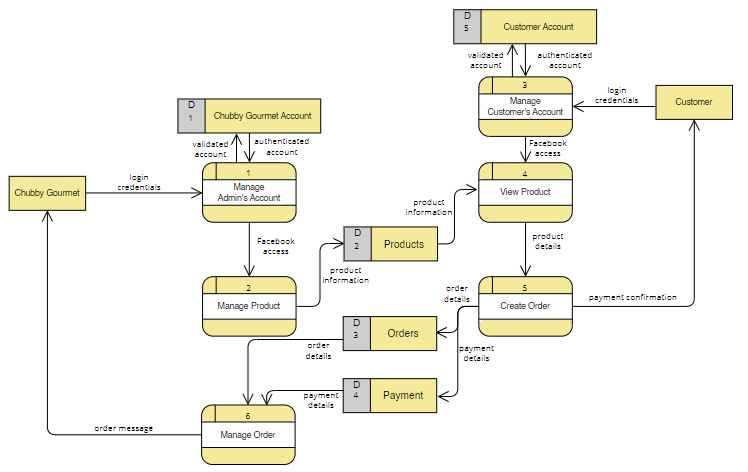 D
5
Customer Account
validated
account
authenticated
account
3
Manage
Customer's Account
login
credentials
Customer
D
1
Chubby Gourmet Account
validated
account
authenticated
account
Facebook
access
1
Manage
Admin's Account
login
credentials
Chubby Gourmet
4
View Product
product
information
D
2
Products
product
details
Facebook
access
product
information
2
Manage Product
5
Create Order
order
details
payment confirmation
D
3
Orders
order
details
payment
details
D
4
Payment
payment
details
6
Manage Order
order message